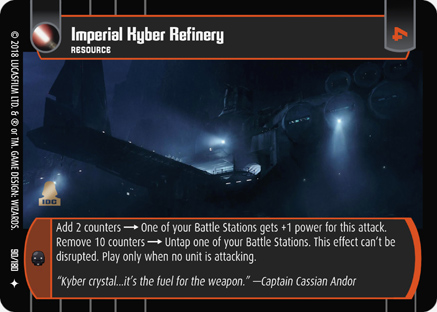 Imperial Kyber Refinery
RESOURCE
4
© 2018 LUCASFILM LTD. & ® or TM. GAME DESIGN: WIZARDS.
IDC
Add 2 counters → One of your Battle Stations gets +1 power for this attack.
Remove 10 counters → Untap one of your Battle Stations. This effect can't be
disrupted. Play only when no unit is attacking.
"Kyber crystal...it's the fuel for the weapon." —Captain Cassian Andor